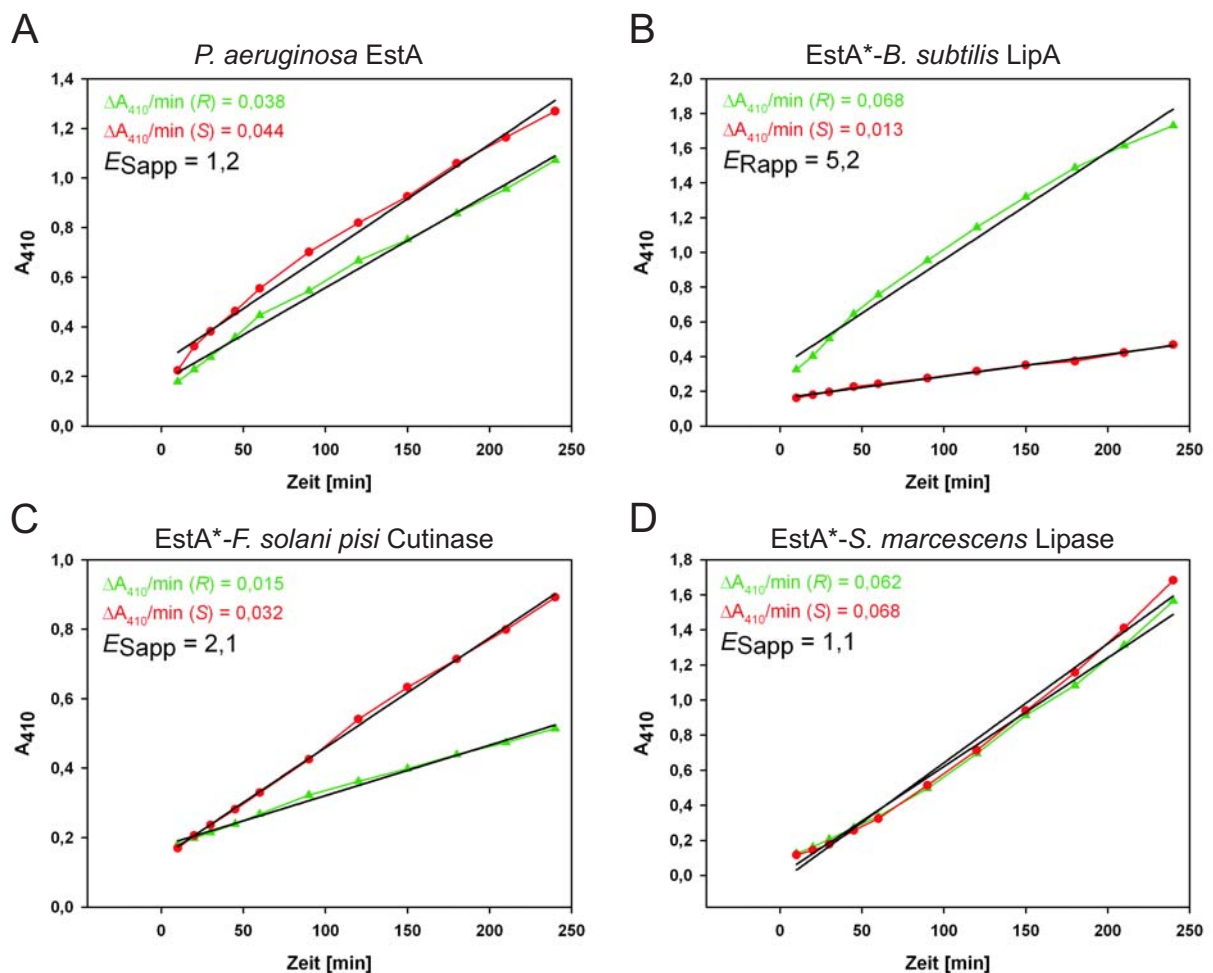 A
P. aeruginosa EstA
ΔA410/min (R) = 0,038
ΔA410/min (S) = 0,044
ESapp = 1,2
1,4
1,2
1,0
0,8
0,6
0,4
0,2
0,0
A410
0 50 100 150 200 250
Zeit [min]
B
EstA*-B. subtilis LipA
ΔA410/min (R) = 0,068
ΔA410/min (S) = 0,013
ERapp = 5,2
2,0
1,8
1,6
1,4
1,2
1,0
0,8
0,6
0,4
0,2
0,0
A410
0 50 100 150 200 250
Zeit [min]
C
EstA*-F. solani pisi Cutinase
ΔA410/min (R) = 0,015
ΔA410/min (S) = 0,032
ESapp = 2,1
1,0
0,8
0,6
0,4
0,2
0,0
A410
0 50 100 150 200 250
Zeit [min]
D
EstA*-S. marcescens Lipase
ΔA410/min (R) = 0,062
ΔA410/min (S) = 0,068
ESapp = 1,1
1,8
1,6
1,4
1,2
1,0
0,8
0,6
0,4
0,2
0,0
A410
0 50 100 150 200 250
Zeit [min]